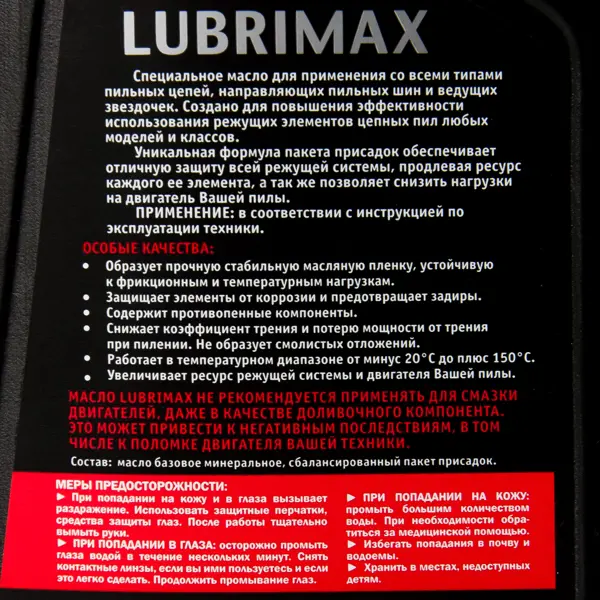 LUBRIMAX
Специальное масло для применения со всеми типами
пильных цепей, направляющих пильных шин и ведущих
звездочек. Создано для повышения эффективности
использования режущих элементов цепных пил любых
моделей и классов.
Уникальная формула пакета присадок обеспечивает
отличную защиту всей режущей системы, продлевая ресурс
каждого ее элемента, а так же позволяет снизить нагрузки
на двигатель Вашей пилы.
ПРИМЕНЕНИЕ: в соответствии с инструкцией по
эксплуатации техники.
ОСОБЫЕ КАЧЕСТВА:
• Образует прочную стабильную масляную пленку, устойчивую
к фрикционным и температурным нагрузкам.
• Защищает элементы от коррозии и предотвращает задиры.
• Содержит противопенные компоненты.
• Снижает коэффициент трения и потерю мощности от трения
при пилении. Не образует смолистых отложений.
• Работает в температурном диапазоне от минус 20°C до плюс 150°C.
• Увеличивает ресурс режущей системы и двигателя Вашей пилы.
МАСЛО LUBRIMAX НЕ РЕКОМЕНДУЕТСЯ ПРИМЕНЯТЬ ДЛЯ СМАЗКИ
ДВИГАТЕЛЕЙ, ДАЖЕ В КАЧЕСТВЕ ДОЛИВОЧНОГО КОМПОНЕНТА.
ЭТО МОЖЕТ ПРИВЕСТИ К НЕГАТИВНЫМ ПОСЛЕДСТВИЯМ, В ТОМ
ЧИСЛЕ К ПОЛОМКЕ ДВИГАТЕЛЯ ВАШЕЙ ТЕХНИКИ.
Состав: масло базовое минеральное, сбалансированный пакет присадок.
МЕРЫ ПРЕДОСТОРОЖНОСТИ:
► При попадании на кожу и в глаза вызывает
раздражение. Использовать защитные перчатки,
средства защиты глаз. После работы тщательно
вымыть руки.
► ПРИ ПОПАДАНИИ В ГЛАЗА: осторожно промыть
глаза водой в течение нескольких минут. Снять
контактные линзы, если вы ими пользуетесь и если
это легко сделать. Продолжить промывание глаз.
► ПРИ ПОПАДАНИИ НА КОЖУ:
промыть большим количеством
воды. При необходимости обра-
титься за медицинской помощью.
► Избегать попадания в почву и
водоемы.
► Хранить в местах, недоступных
детям.